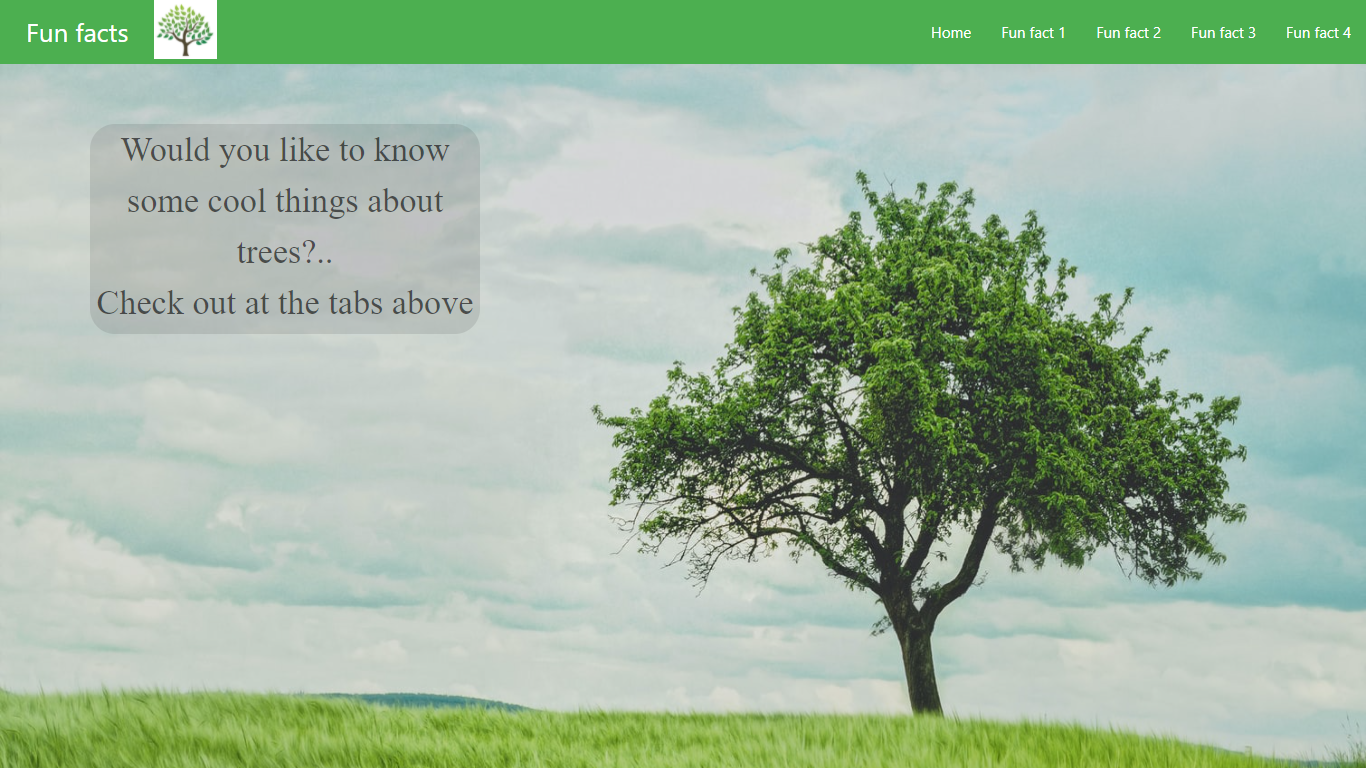 Fun facts
Home
Fun fact 1
Fun fact 2
Fun fact 3
Fun fact 4
Would you like to know
some cool things about
trees?..
Check out at the tabs above